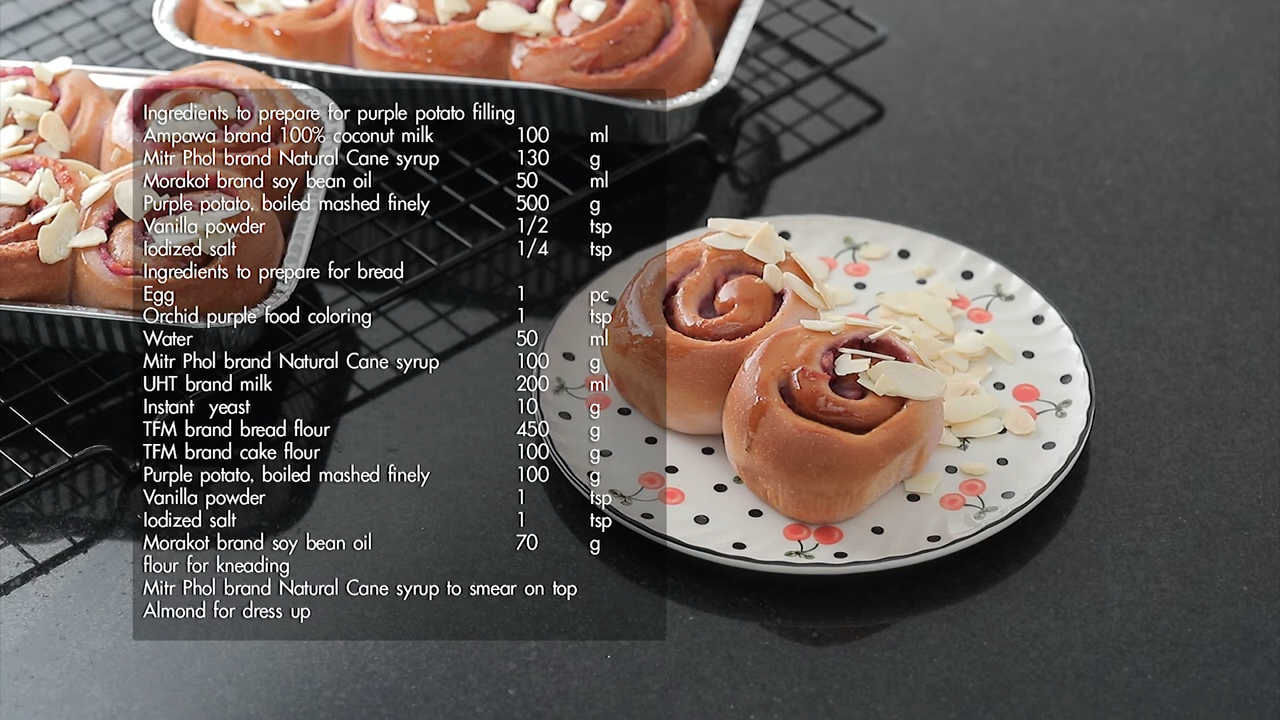 Ingredients to prepare for purple potato filling
Ampawa brand 100% coconut milk 100 ml
Mitr Phol brand Natural Cane syrup 130 g
Morakot brand soy bean oil 50 ml
Purple potato, boiled mashed finely 500 g
Vanilla powder 1/2 tsp
Iodized salt 1/4 tsp
Ingredients to prepare for bread
Egg 1 pc
Orchid purple food coloring 1 tsp
Water 50 ml
Mitr Phol brand Natural Cane syrup 100 g
UHT brand milk 200 ml
Instant yeast 10 g
TFM brand bread flour 450 g
TFM brand cake flour 100 g
Purple potato, boiled mashed finely 100 g
Vanilla powder 1 tsp
Iodized salt 1 tsp
Morakot brand soy bean oil 70 g
flour for kneading
Mitr Phol brand Natural Cane syrup to smear on top
Almond for dress up